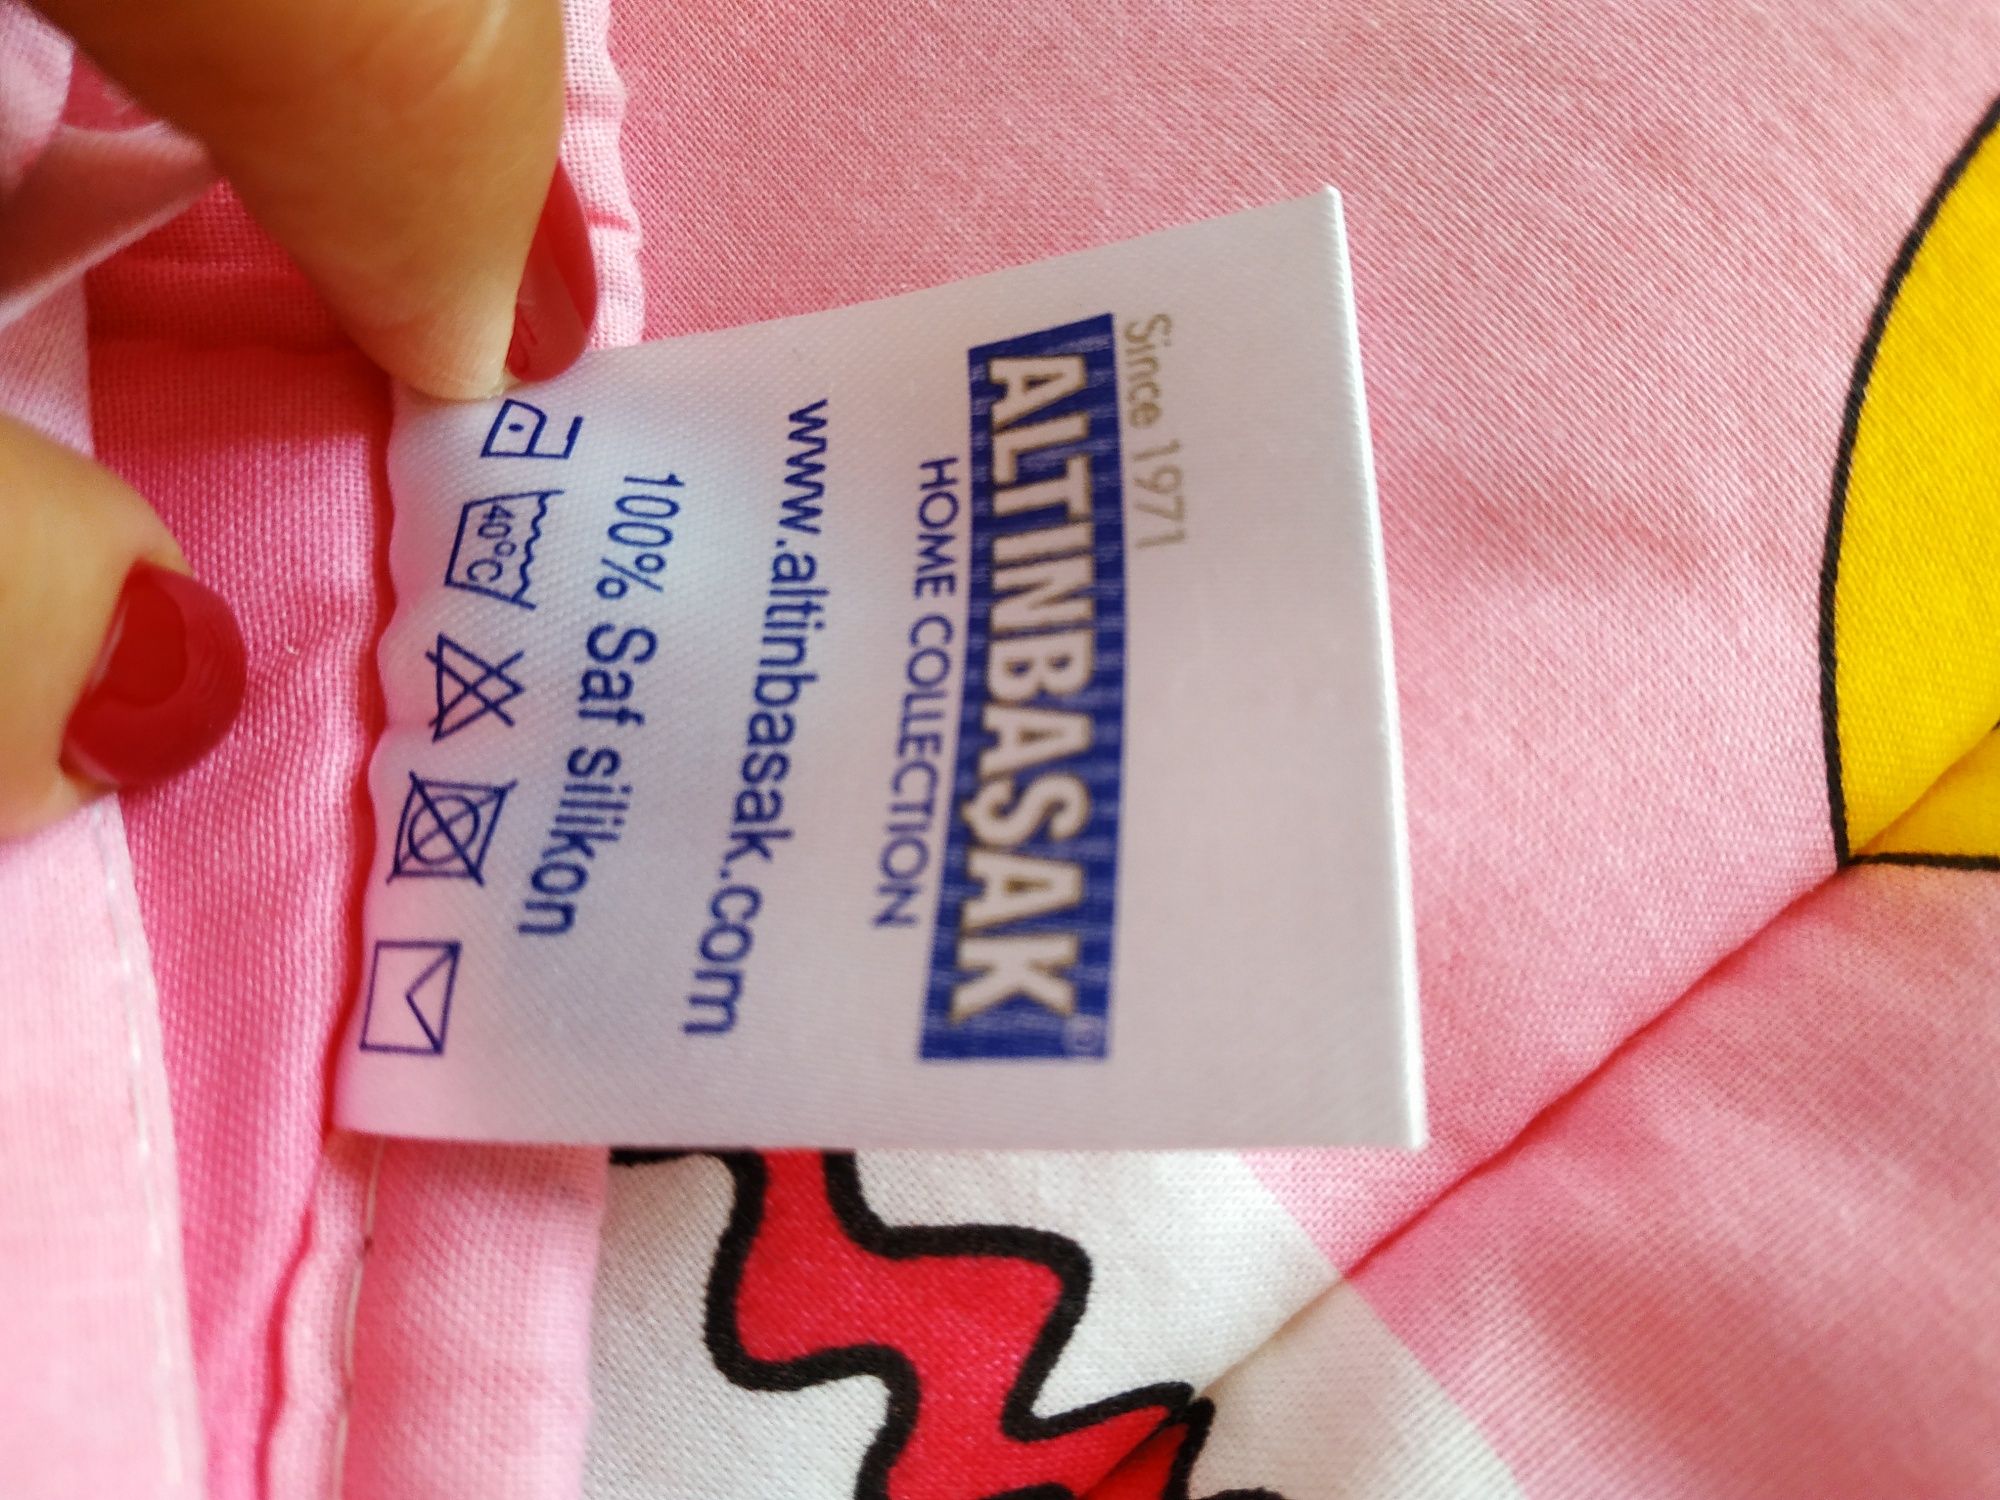 Since 1971
ALTINBAŞAK
HOME COLLECTION
www.altinbasak.com
100% Saf silikon
40°C